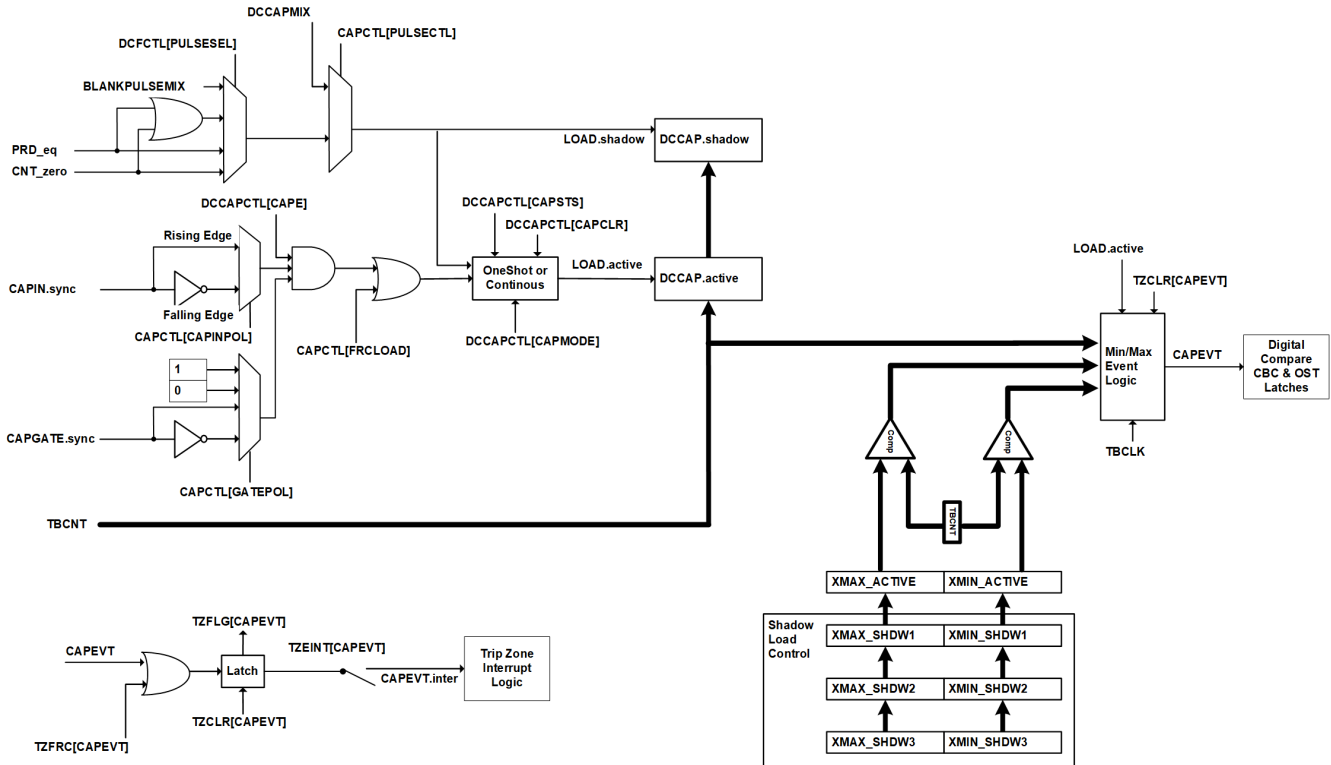 DCCAPMIX
CAPCTL[PULSECTL]
DCFCTL[PULSESEL]
BLANKPULSEMIX
PRD_eq
CNT_zero
LOAD.shadow
DCCAP.shadow
DCCAPCTL[CAPE]
DCCAPCTL[CAPSTS]
DCCAPCTL[CAPCLR]
Rising Edge
CAPIN.sync
Falling Edge
CAPCTL[CAPINPOL]
OneShot or
Continous
LOAD.active
DCCAP.active
CAPCTL[FRCLOAD]
DCCAPCTL[CAPMODE]
1
0
CAPGATE.sync
CAPCTL[GATEPOL]
TBCNT
LOAD.active
TZCLR[CAPEVT]
Min/Max
Event
Logic
CAPEVT
Digital
Compare
CBC & OST
Latches
TBCLK
Comp
Comp
TBCNT
XMAX_ACTIVE
XMIN_ACTIVE
Shadow
Load
Control
XMAX_SHDW1
XMIN_SHDW1
XMAX_SHDW2
XMIN_SHDW2
XMAX_SHDW3
XMIN_SHDW3
TZFLG[CAPEVT]
CAPEVT
Latch
TZEINT[CAPEVT]
CAPEVT.inter
Trip Zone
Interrupt
Logic
TZCLR[CAPEVT]
TZFRC[CAPEVT]